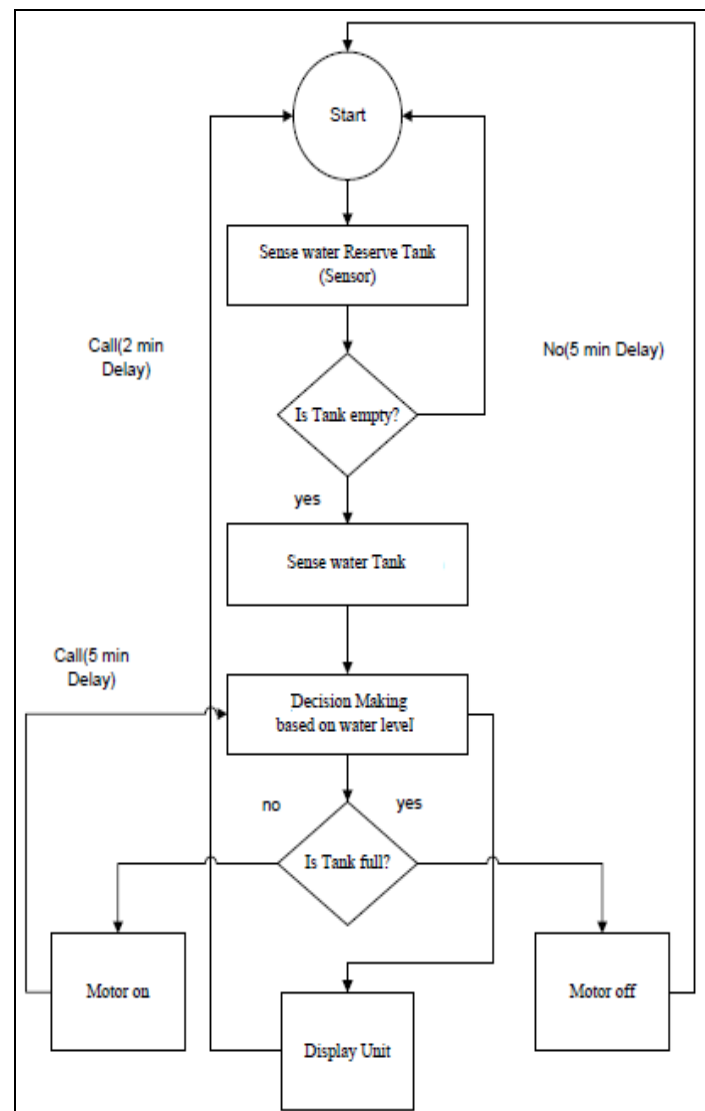 Start
Sense water Reserve Tank
(Sensor)
Call(2 min
Delay)
No(5 min Delay)
Is Tank empty?
yes
Sense water Tank
Call(5 min
Delay)
Decision Making
based on water level
no
yes
Is Tank full?
Motor on
Motor off
Display Unit